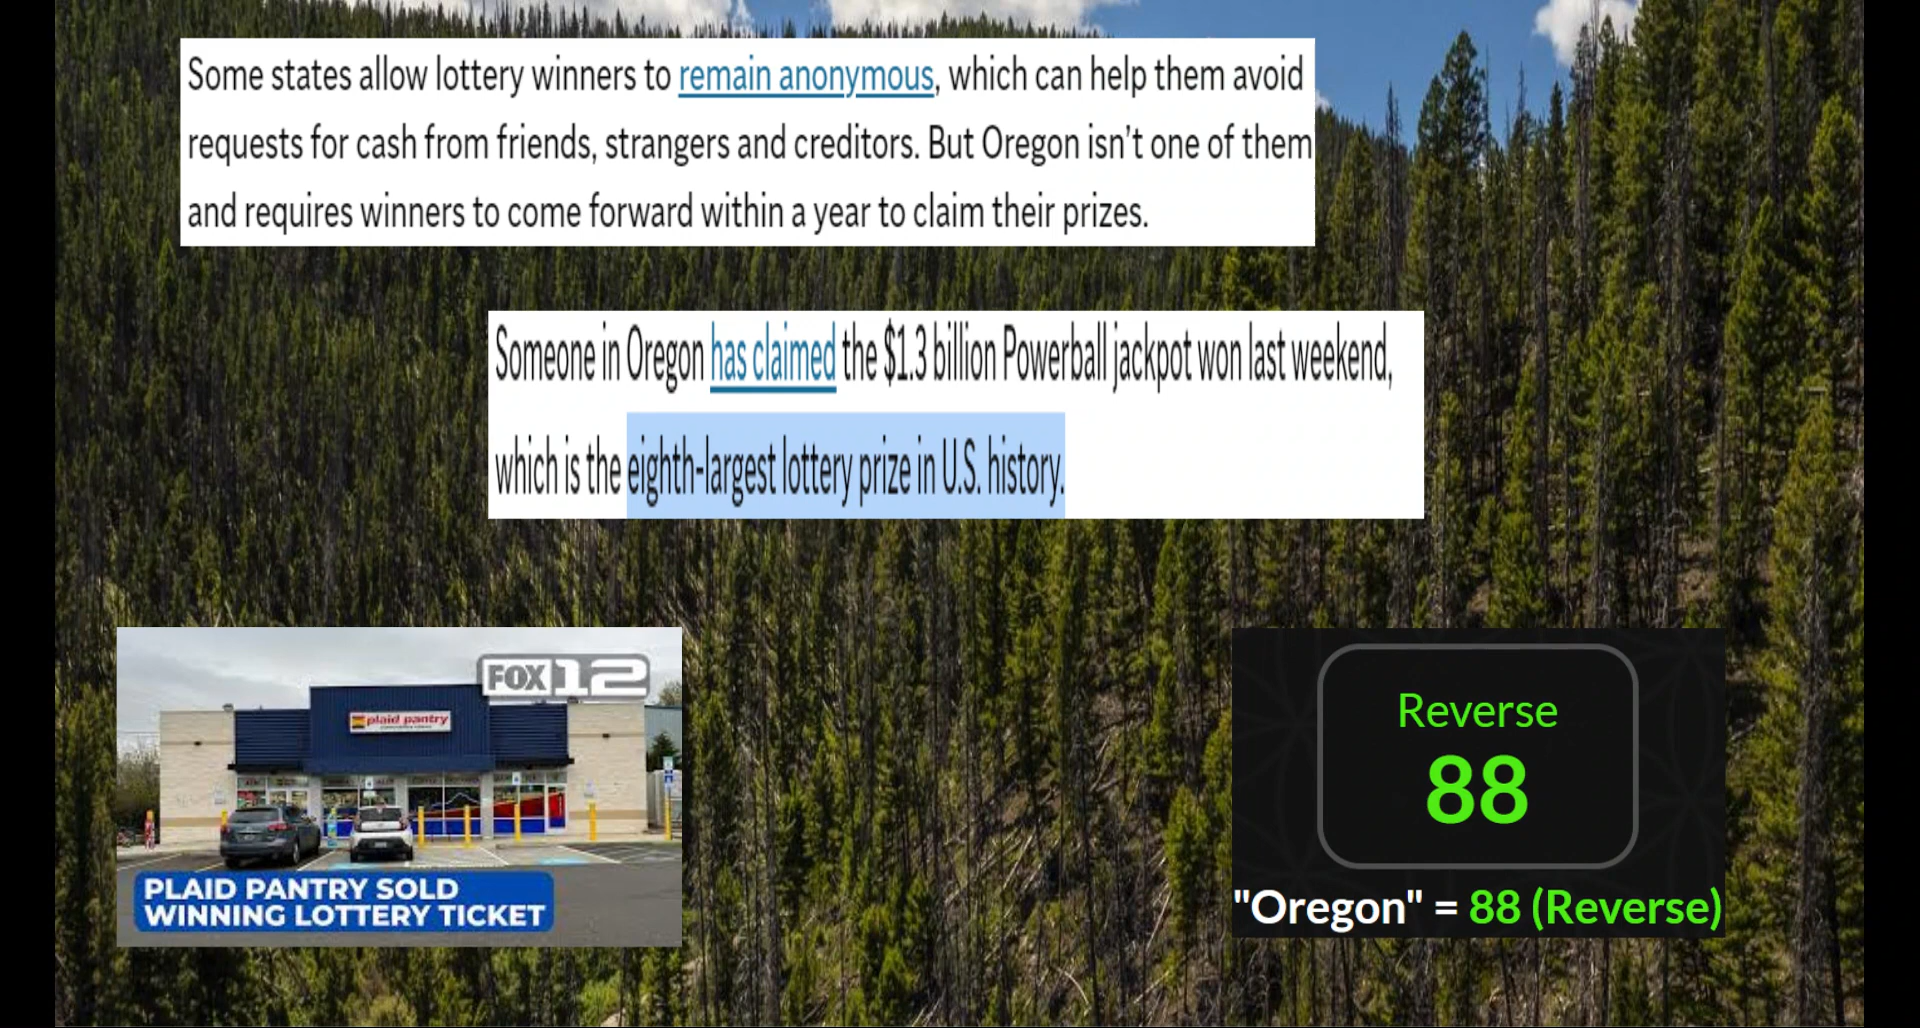 Some states allow lottery winners to remain anonymous, which can help them avoid
requests for cash from friends, strangers and creditors. But Oregon isn't one of them
and requires winners to come forward within a year to claim their prizes.
Someone in Oregon has claimed the $1.3 billion Powerball jackpot won last weekend,
which is the eighth-largest lottery prize in U.S. history.
FOX 12
plaid pantry
PLAID PANTRY SOLD
WINNING LOTTERY TICKET
Reverse
88
"Oregon" = 88 (Reverse)